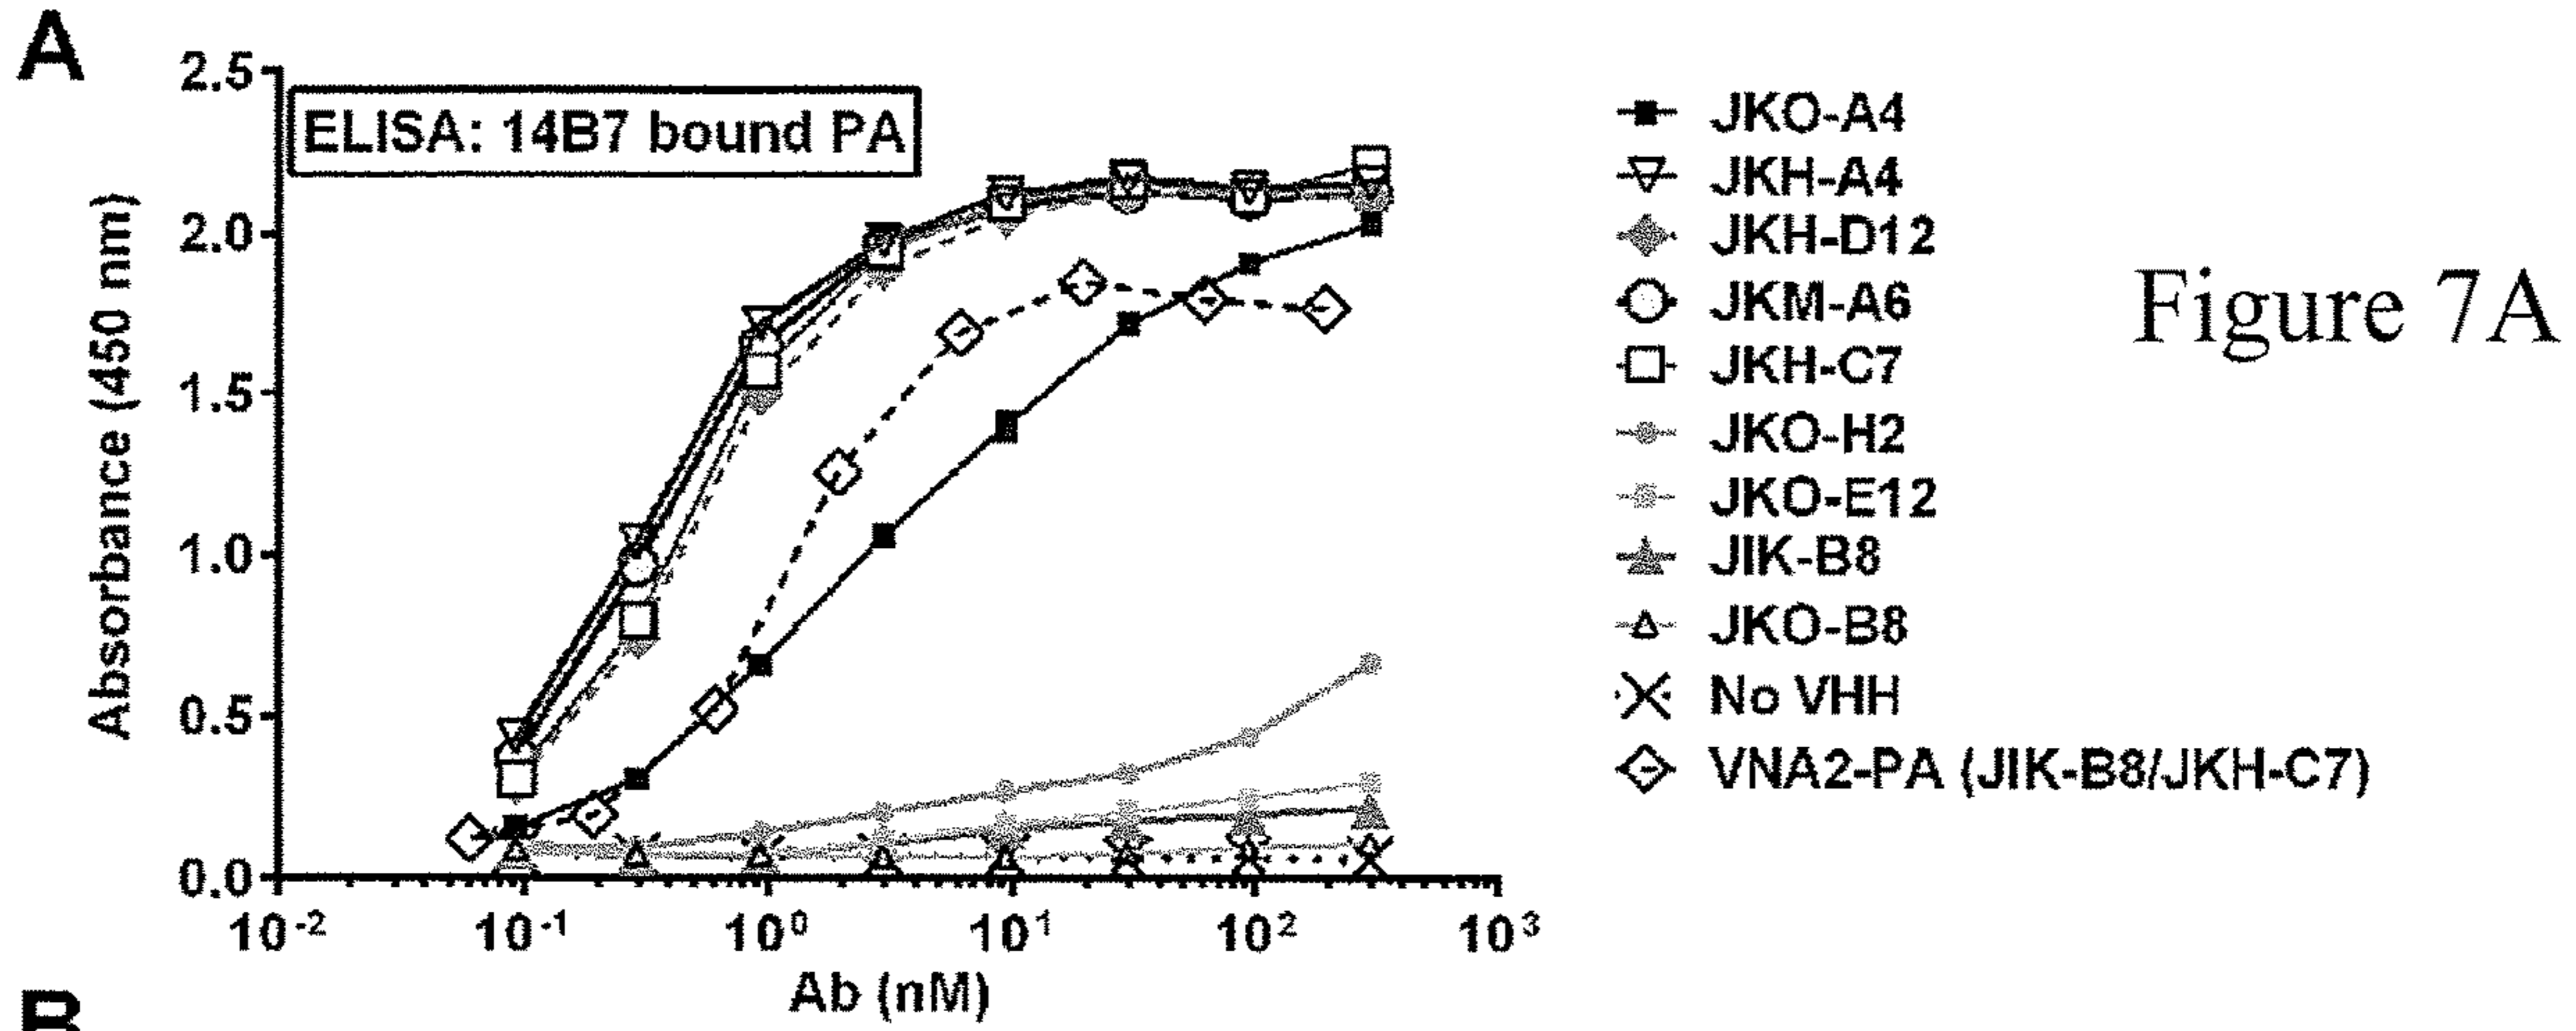 A
2.5
ELISA: 14B7 bound PA
2.0
1.5
1.0
0.5
0.0
Absorbance (450 nm)
10⁻² 10⁻¹ 10⁰ 10¹ 10² 10³
Ab (nM)
JKO-A4
JKH-A4
JKH-D12
JKM-A6
JKH-C7
JKO-H2
JKO-E12
JIK-B8
JKO-B8
No VHH
VNA2-PA (JIK-B8/JKH-C7)
Figure 7A
B